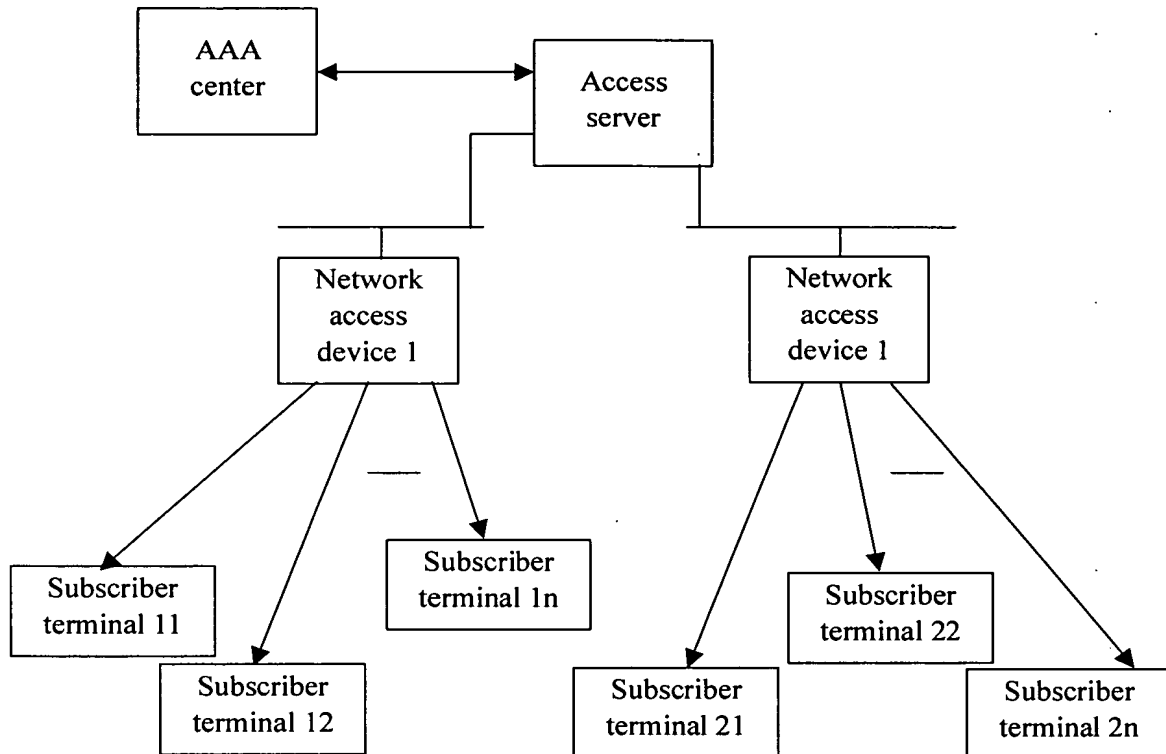 AAA
center
Access
server
Network
access
device 1
Network
access
device 1
Subscriber
terminal 11
Subscriber
terminal 12
Subscriber
terminal 1n
Subscriber
terminal 21
Subscriber
terminal 22
Subscriber
terminal 2n